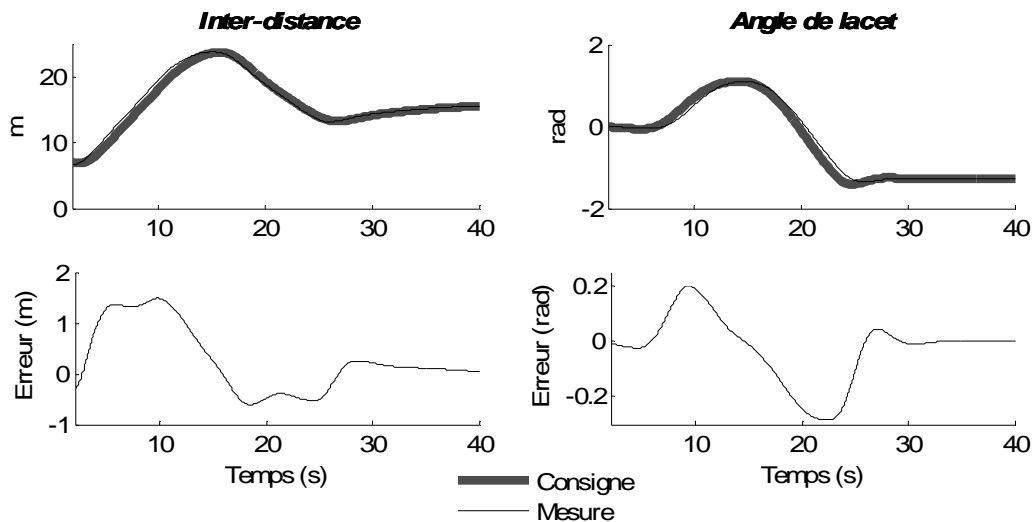 Inter-distance
Angle de lacet
m
20
10
0
10 20 30 40
rad
2
0
-2
10 20 30 40
Erreur (m)
2
1
0
-1
10 20 30 40
Temps (s)
Erreur (rad)
0.2
0
-0.2
10 20 30 40
Temps (s)
Consigne
Mesure